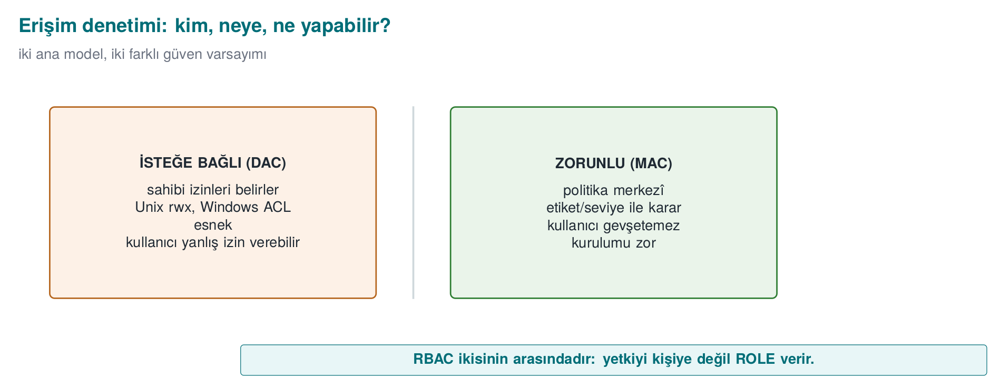 Erişim denetimi: kim, neye, ne yapabilir?
iki ana model, iki farklı güven varsayımı
İSTEĞE BAĞLI (DAC)
sahibi izinleri belirler
Unix rwx, Windows ACL
esnek
kullanıcı yanlış izin verebilir
ZORUNLU (MAC)
politika merkezî
etiket/seviye ile karar
kullanıcı gevşetemez
kurulumu zor
RBAC ikisinin arasındadır: yetkiyi kişiye değil ROLE verir.